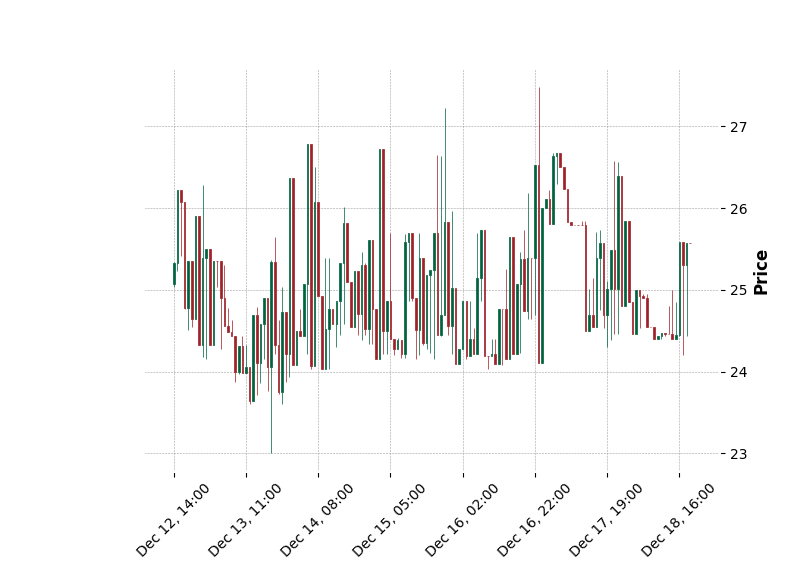 27
26
25
24
23
Price
Dec 12, 14:00
Dec 13, 11:00
Dec 14, 08:00
Dec 15, 05:00
Dec 16, 02:00
Dec 16, 22:00
Dec 17, 19:00
Dec 18, 16:00